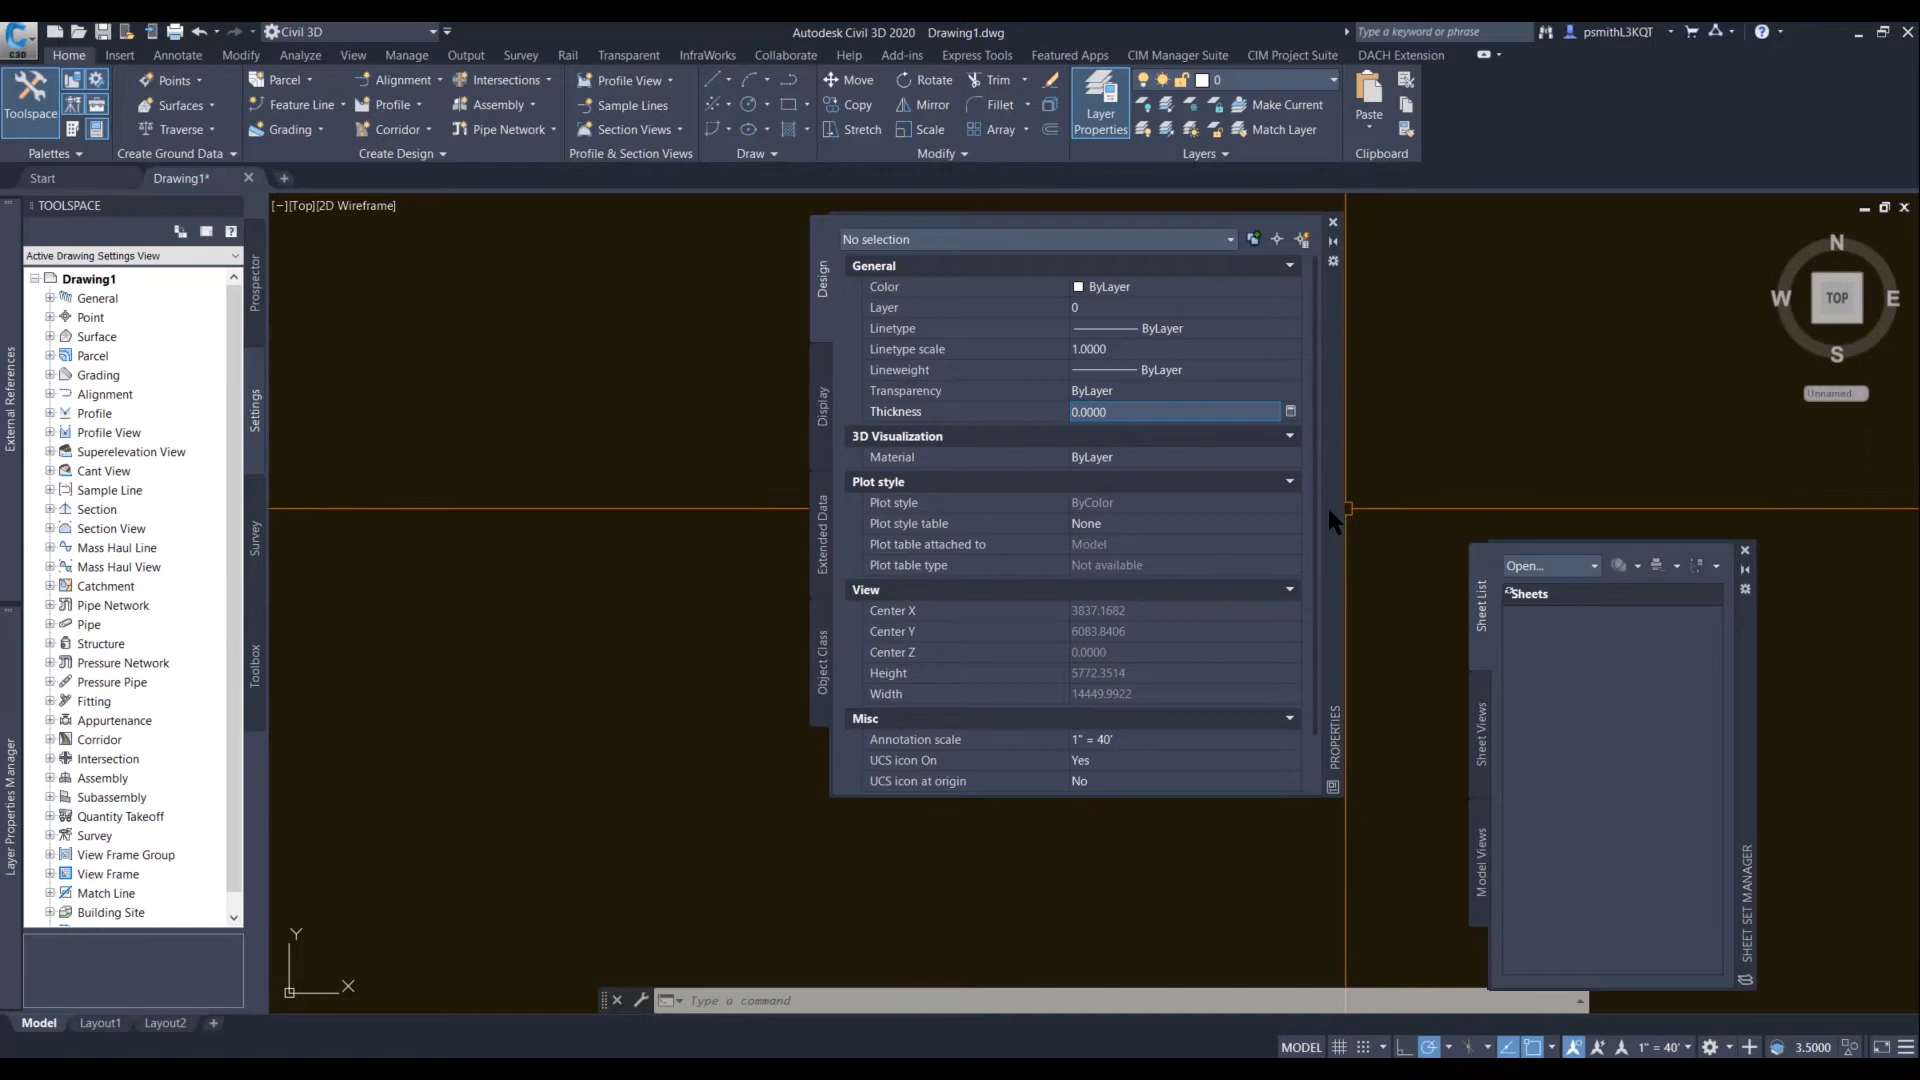 C3D
Civil 3D
Autodesk Civil 3D 2020 Drawing1.dwg
Type a keyword or phrase
psmithL3KQT
Home Insert Annotate Modify Analyze View Manage Output Survey Rail Transparent InfraWorks Collaborate Help Add-ins Express Tools Featured Apps CIM Manager Suite CIM Project Suite DACH Extension
Toolspace
Palettes
Points
Surfaces
Traverse
Create Ground Data
Parcel
Feature Line
Grading
Alignment
Profile
Corridor
Intersections
Assembly
Pipe Network
Create Design
Profile View
Sample Lines
Section Views
Profile & Section Views
Draw
Move
Copy
Stretch
Rotate
Mirror
Scale
Trim
Fillet
Array
Modify
Layer
Properties
0
Make Current
Match Layer
Layers
Paste
Clipboard
Start
Drawing1*
TOOLSPACE
Active Drawing Settings View
Drawing1
General
Point
Surface
Parcel
Grading
Alignment
Profile
Profile View
Superelevation View
Cant View
Sample Line
Section
Section View
Mass Haul Line
Mass Haul View
Catchment
Pipe Network
Pipe
Structure
Pressure Network
Pressure Pipe
Fitting
Appurtenance
Corridor
Intersection
Assembly
Subassembly
Quantity Takeoff
Survey
View Frame Group
View Frame
Match Line
Building Site
External References
Layer Properties Manager
Prospector
Settings
Survey
Toolbox
[−][Top][2D Wireframe]
No selection
Design
Display
Extended Data
Object Class
General
Color ByLayer
Layer 0
Linetype ByLayer
Linetype scale 1.0000
Lineweight ByLayer
Transparency ByLayer
Thickness 0.0000
3D Visualization
Material ByLayer
Plot style
Plot style ByColor
Plot style table None
Plot table attached to Model
Plot table type Not available
View
Center X 3837.1682
Center Y 6083.8406
Center Z 0.0000
Height 5772.3514
Width 14449.9922
Misc
Annotation scale 1" = 40'
UCS icon On Yes
UCS icon at origin No
PROPERTIES
N
W TOP E
S
Unnamed
Open...
Sheets
Sheet List
Sheet Views
Model Views
SHEET SET MANAGER
Y
X
Type a command
Model Layout1 Layout2
MODEL
1" = 40'
3.5000